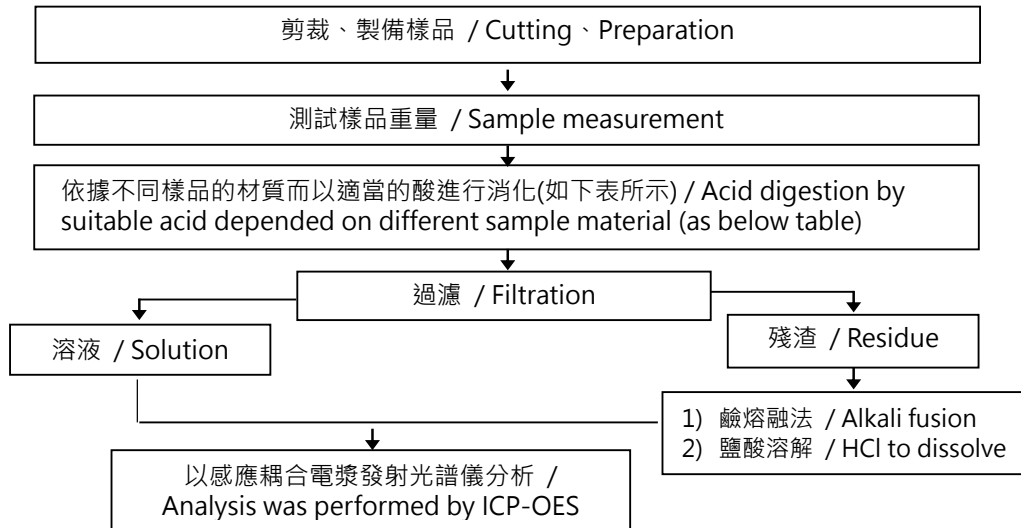 剪裁、製備樣品 / Cutting、Preparation
測試樣品重量 / Sample measurement
依據不同樣品的材質而以適當的酸進行消化(如下表所示) / Acid digestion by
suitable acid depended on different sample material (as below table)
過濾 / Filtration
溶液 / Solution
殘渣 / Residue
1) 鹼熔融法 / Alkali fusion
2) 鹽酸溶解 / HCl to dissolve
以感應耦合電漿發射光譜儀分析 /
Analysis was performed by ICP-OES